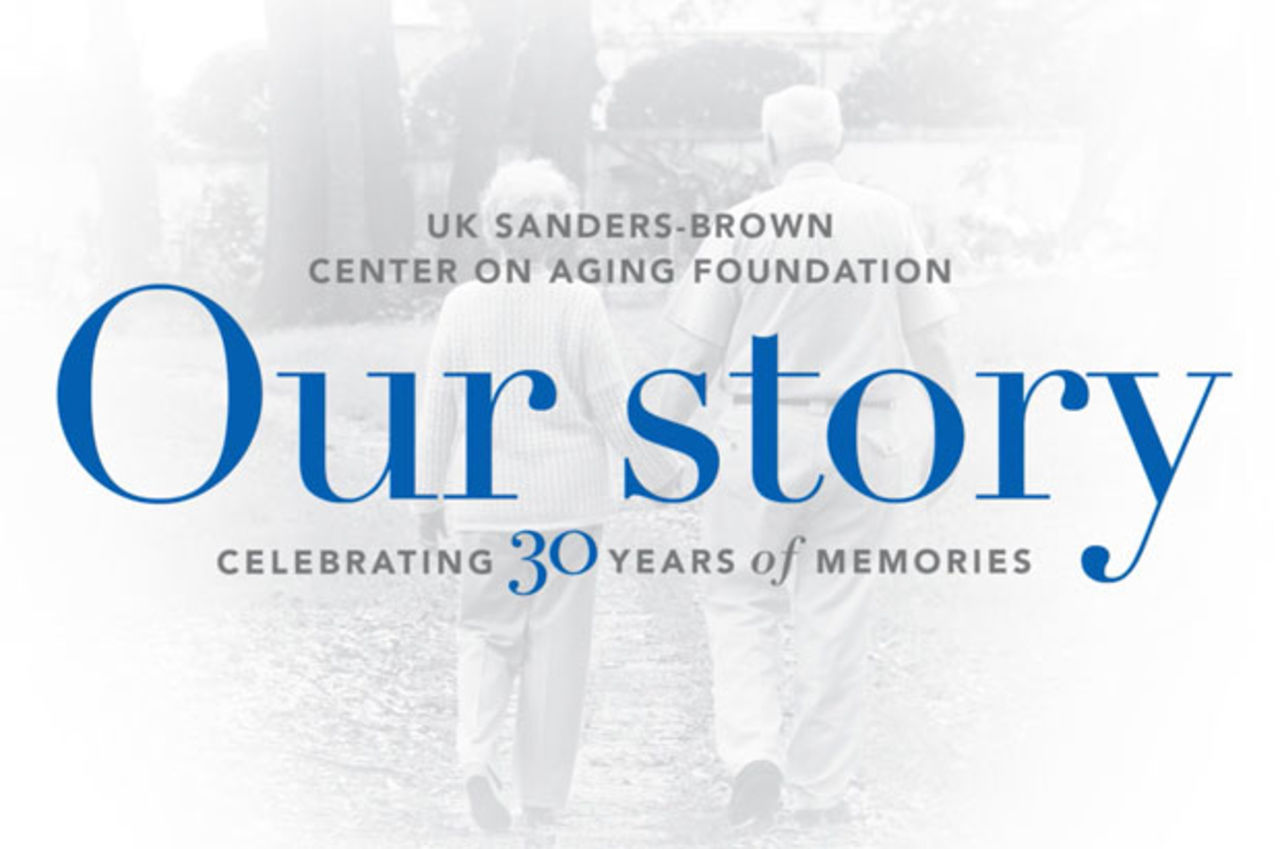 UK SANDERS-BROWN
CENTER ON AGING FOUNDATION
Our story
CELEBRATING 30 YEARS of MEMORIES